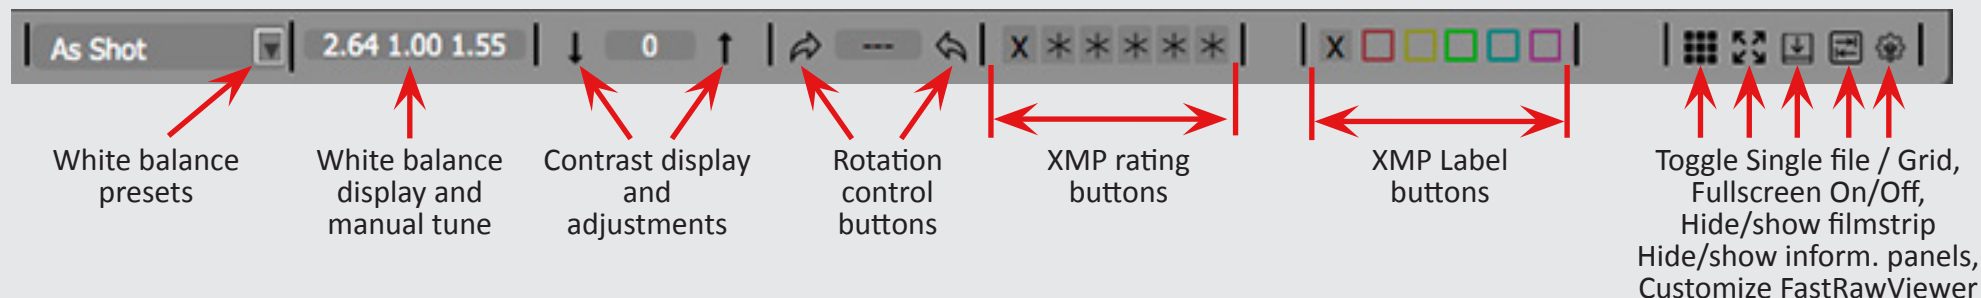 As Shot
2.64 1.00 1.55
0
---
X * * * * *
X
White balance
presets
White balance
display and
manual tune
Contrast display
and
adjustments
Rotation
control
buttons
XMP rating
buttons
XMP Label
buttons
Toggle Single file / Grid,
Fullscreen On/Off,
Hide/show filmstrip
Hide/show inform. panels,
Customize FastRawViewer